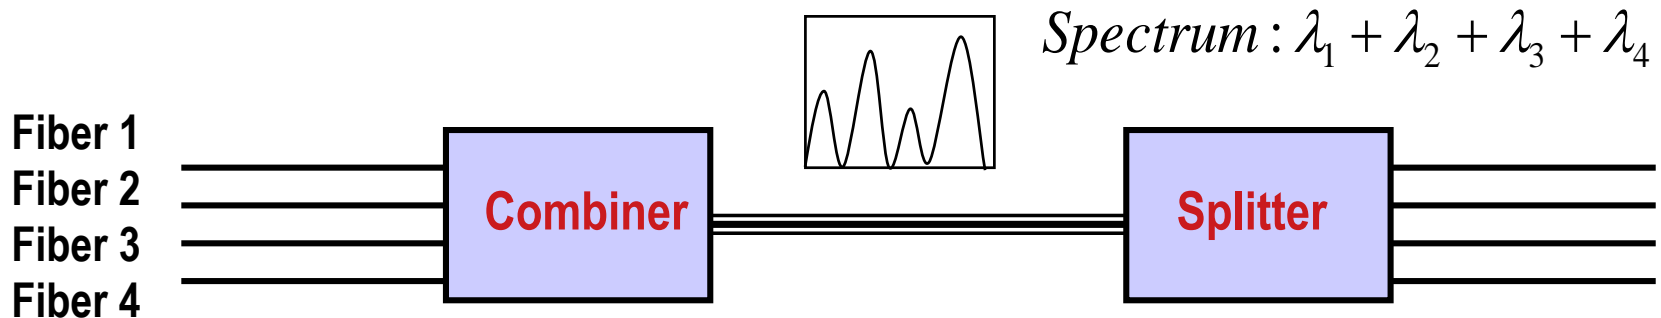 Spectrum : λ₁ + λ₂ + λ₃ + λ₄
Fiber 1
Fiber 2
Fiber 3
Fiber 4
Combiner
Splitter